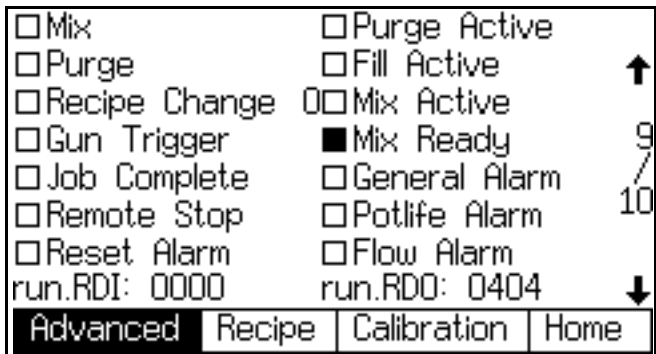 Mix Purge Active
Purge Fill Active
Recipe Change 0 Mix Active
Gun Trigger Mix Ready
Job Complete General Alarm
Remote Stop Potlife Alarm
Reset Alarm Flow Alarm
run.RDI: 0000 run.RDO: 0404
9
/
10
Advanced Recipe Calibration Home